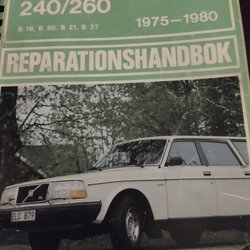 240/260
B 19, B 20, B 21, B 27
1975—1980
REPARATIONSHANDBOK
ELC 879